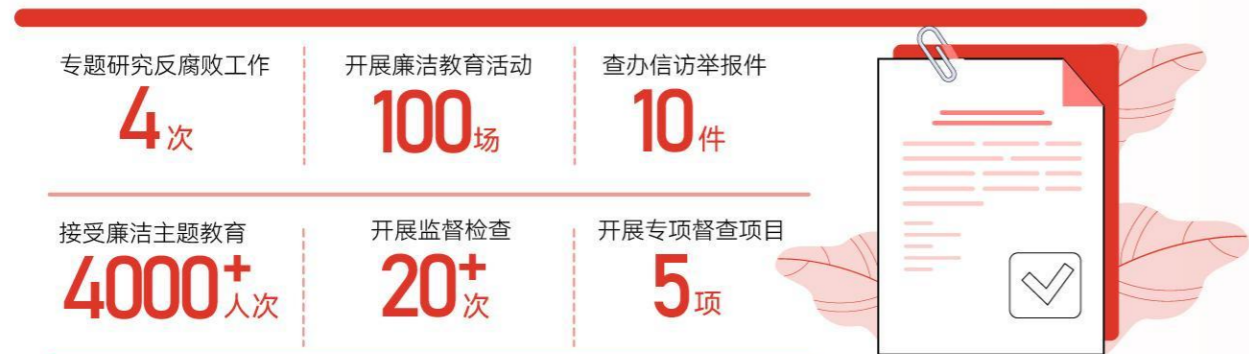 专题研究反腐败工作
4次
开展廉洁教育活动
100场
查办信访举报件
10件
接受廉洁主题教育
4000+人次
开展监督检查
20+次
开展专项督查项目
5项